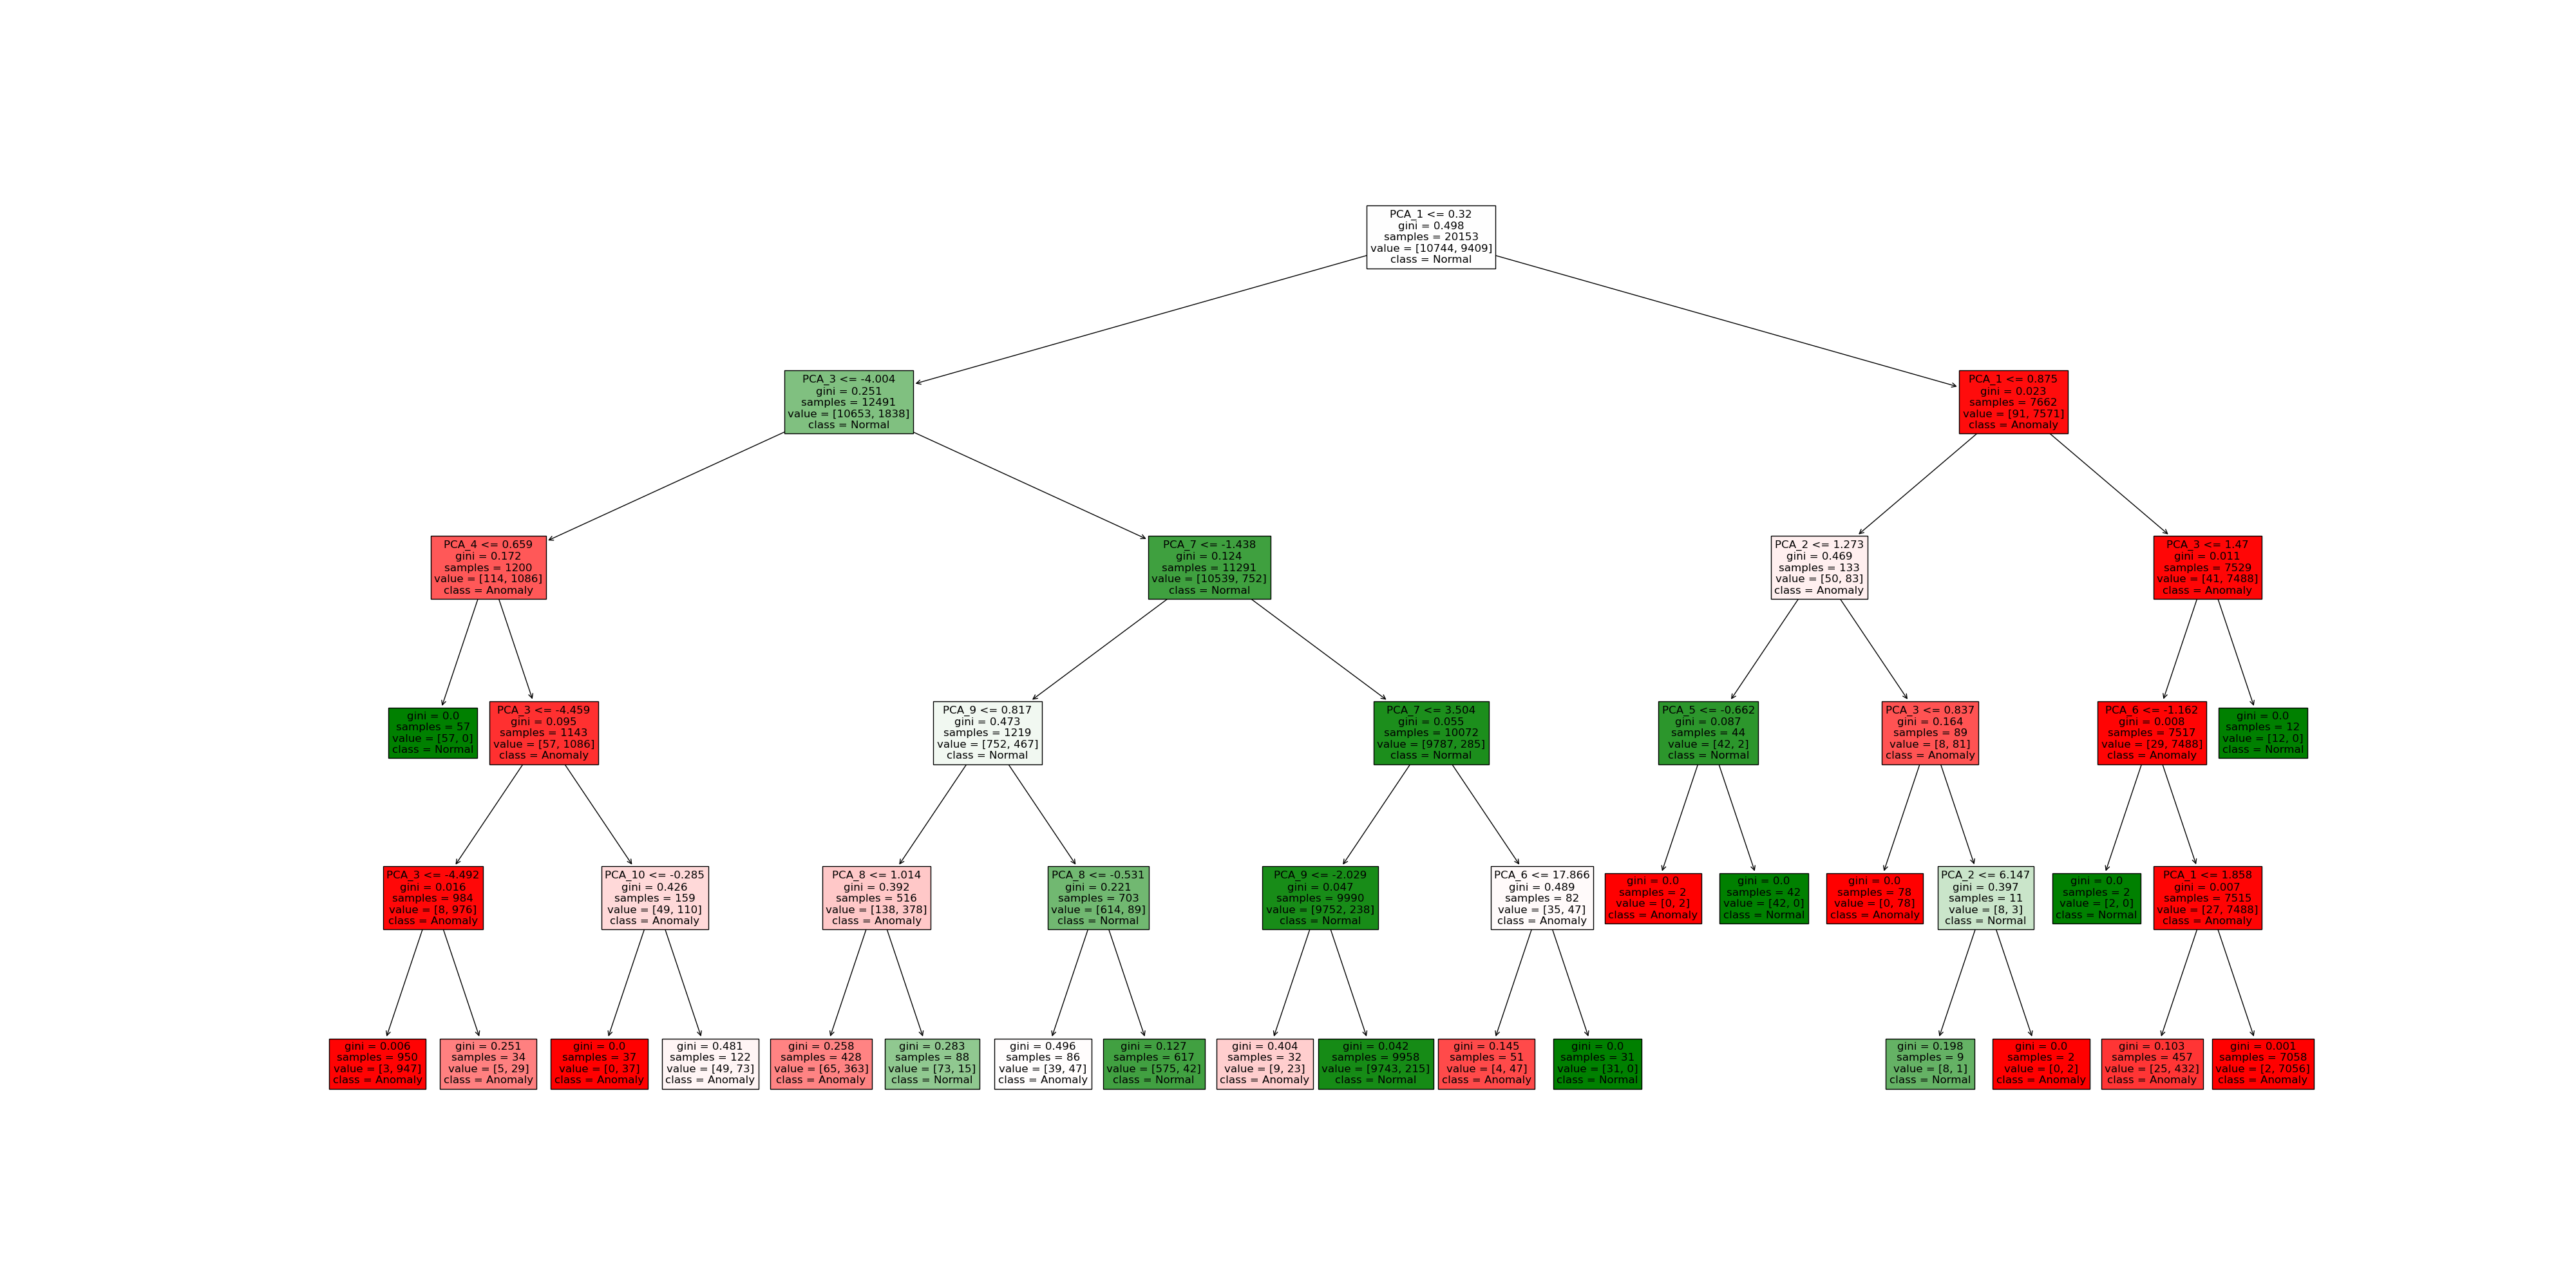 PCA_1 <= 0.32
gini = 0.498
samples = 20153
value = [10744, 9409]
class = Normal
PCA_3 <= -4.004
gini = 0.251
samples = 12491
value = [10653, 1838]
class = Normal
PCA_1 <= 0.875
gini = 0.023
samples = 7662
value = [91, 7571]
class = Anomaly
PCA_4 <= 0.659
gini = 0.172
samples = 1200
value = [114, 1086]
class = Anomaly
PCA_7 <= -1.438
gini = 0.124
samples = 11291
value = [10539, 752]
class = Normal
PCA_2 <= 1.273
gini = 0.469
samples = 133
value = [50, 83]
class = Anomaly
PCA_3 <= 1.47
gini = 0.011
samples = 7529
value = [41, 7488]
class = Anomaly
gini = 0.0
samples = 57
value = [57, 0]
class = Normal
PCA_3 <= -4.459
gini = 0.095
samples = 1143
value = [57, 1086]
class = Anomaly
PCA_9 <= 0.817
gini = 0.473
samples = 1219
value = [752, 467]
class = Normal
PCA_7 <= 3.504
gini = 0.055
samples = 10072
value = [9787, 285]
class = Normal
PCA_5 <= -0.662
gini = 0.087
samples = 44
value = [42, 2]
class = Normal
PCA_3 <= 0.837
gini = 0.164
samples = 89
value = [8, 81]
class = Anomaly
PCA_6 <= -1.162
gini = 0.008
samples = 7517
value = [29, 7488]
class = Anomaly
gini = 0.0
samples = 12
value = [12, 0]
class = Normal
PCA_3 <= -4.492
gini = 0.016
samples = 984
value = [8, 976]
class = Anomaly
PCA_10 <= -0.285
gini = 0.426
samples = 159
value = [49, 110]
class = Anomaly
PCA_8 <= 1.014
gini = 0.392
samples = 516
value = [138, 378]
class = Anomaly
PCA_8 <= -0.531
gini = 0.221
samples = 703
value = [614, 89]
class = Normal
PCA_9 <= -2.029
gini = 0.047
samples = 9990
value = [9752, 238]
class = Normal
PCA_6 <= 17.866
gini = 0.489
samples = 82
value = [35, 47]
class = Anomaly
gini = 0.0
samples = 2
value = [0, 2]
class = Anomaly
gini = 0.0
samples = 42
value = [42, 0]
class = Normal
gini = 0.0
samples = 78
value = [0, 78]
class = Anomaly
PCA_2 <= 6.147
gini = 0.397
samples = 11
value = [8, 3]
class = Normal
gini = 0.0
samples = 2
value = [2, 0]
class = Normal
PCA_1 <= 1.858
gini = 0.007
samples = 7515
value = [27, 7488]
class = Anomaly
gini = 0.006
samples = 950
value = [3, 947]
class = Anomaly
gini = 0.251
samples = 34
value = [5, 29]
class = Anomaly
gini = 0.0
samples = 37
value = [0, 37]
class = Anomaly
gini = 0.481
samples = 122
value = [49, 73]
class = Anomaly
gini = 0.258
samples = 428
value = [65, 363]
class = Anomaly
gini = 0.283
samples = 88
value = [73, 15]
class = Normal
gini = 0.496
samples = 86
value = [39, 47]
class = Anomaly
gini = 0.127
samples = 617
value = [575, 42]
class = Normal
gini = 0.404
samples = 32
value = [9, 23]
class = Anomaly
gini = 0.042
samples = 9958
value = [9743, 215]
class = Normal
gini = 0.145
samples = 51
value = [4, 47]
class = Anomaly
gini = 0.0
samples = 31
value = [31, 0]
class = Normal
gini = 0.198
samples = 9
value = [8, 1]
class = Normal
gini = 0.0
samples = 2
value = [0, 2]
class = Anomaly
gini = 0.103
samples = 457
value = [25, 432]
class = Anomaly
gini = 0.001
samples = 7058
value = [2, 7056]
class = Anomaly